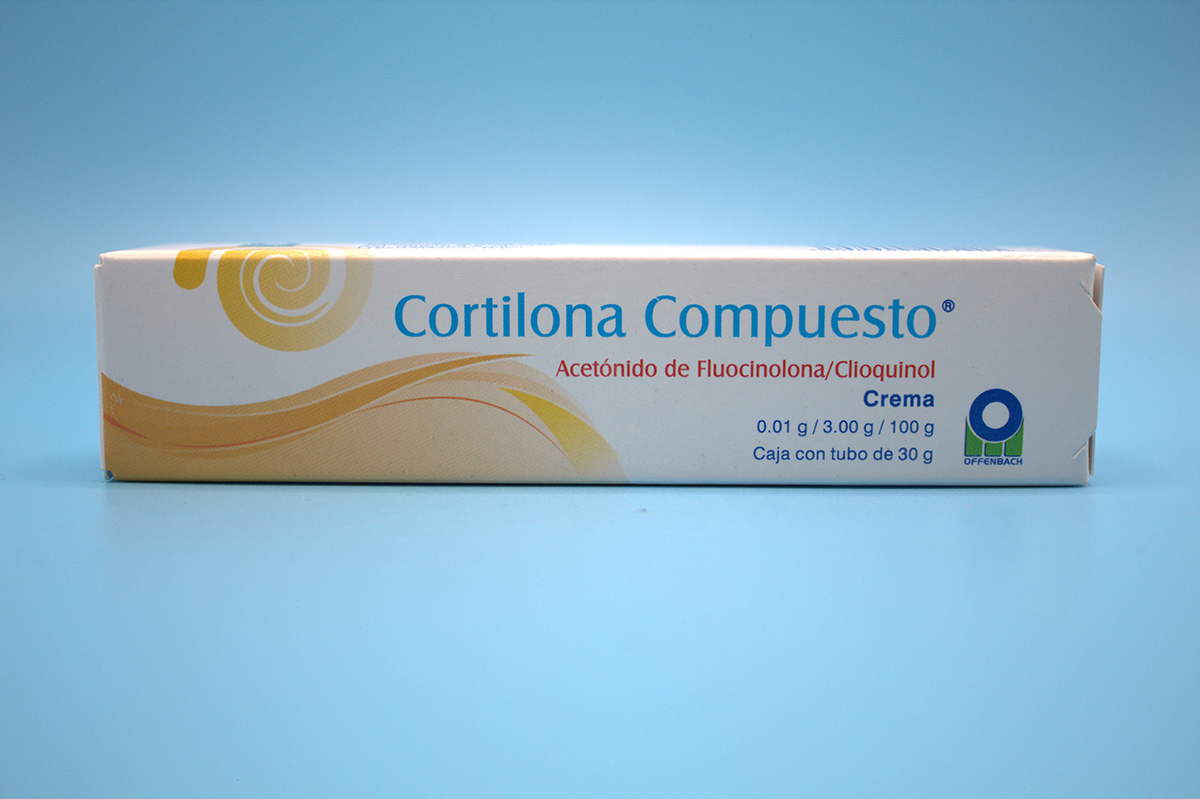 Cortilona Compuesto®
Acetónido de Fluocinolona/Clioquinol
Crema
0.01 g / 3.00 g / 100 g
Caja con tubo de 30 g
OFFENBACH